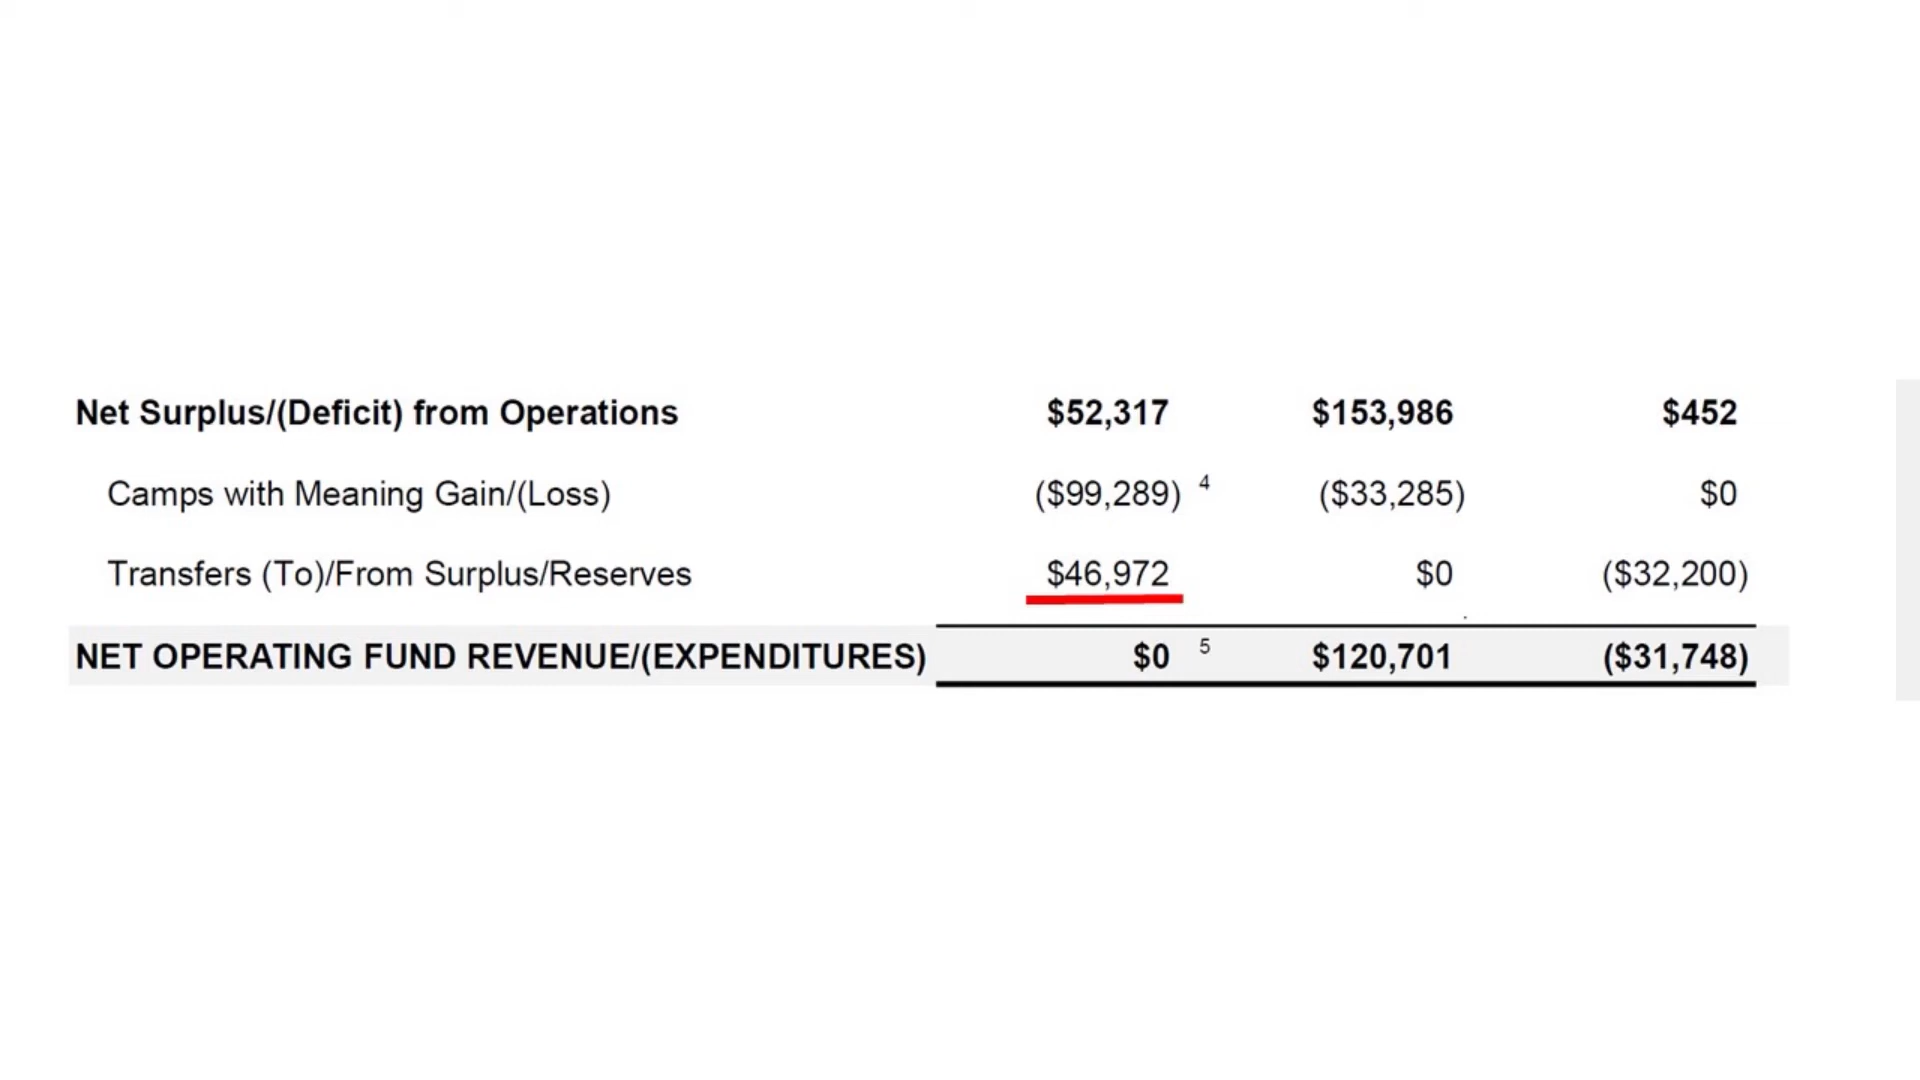 Net Surplus/(Deficit) from Operations $52,317 $153,986 $452
Camps with Meaning Gain/(Loss) ($99,289) 4 ($33,285) $0
Transfers (To)/From Surplus/Reserves $46,972 $0 ($32,200)
NET OPERATING FUND REVENUE/(EXPENDITURES) $0 5 $120,701 ($31,748)